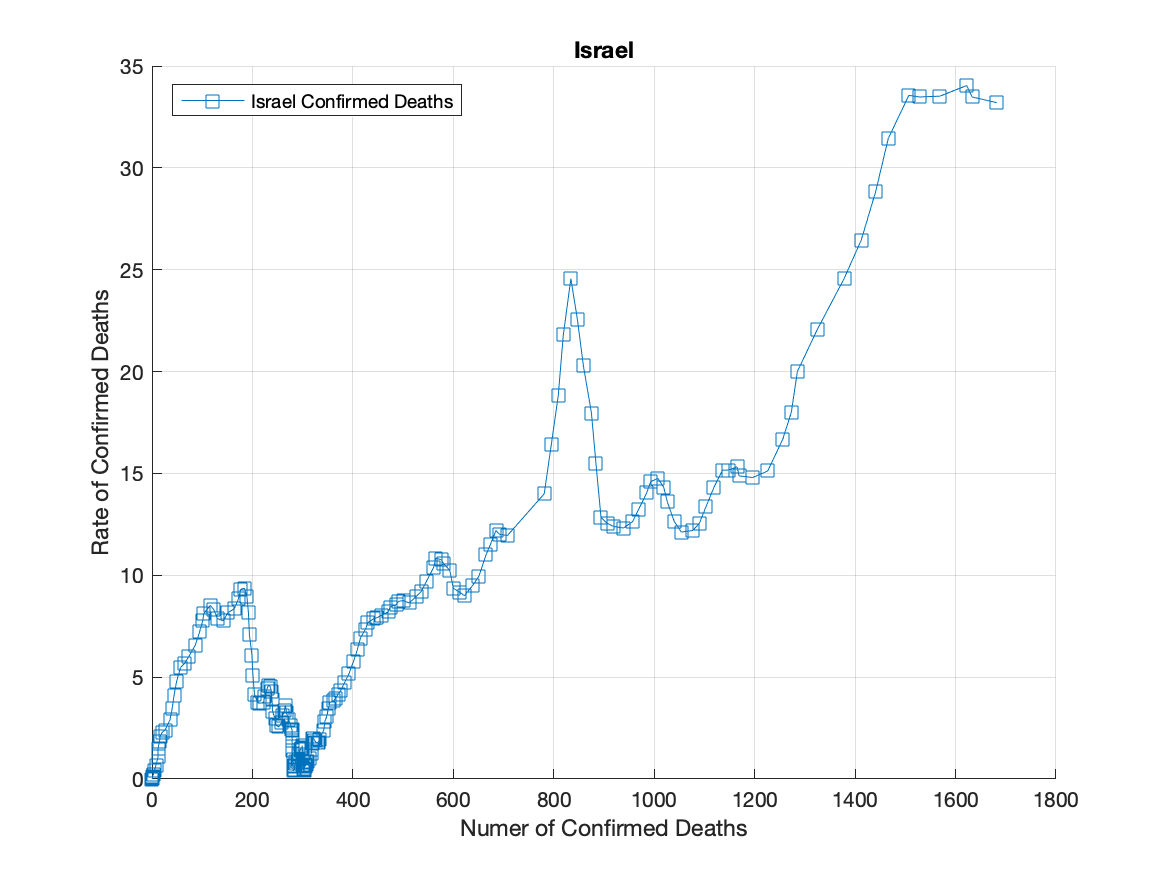 Israel
Israel Confirmed Deaths
35
30
25
20
15
10
5
0
Rate of Confirmed Deaths
0 200 400 600 800 1000 1200 1400 1600 1800
Numer of Confirmed Deaths